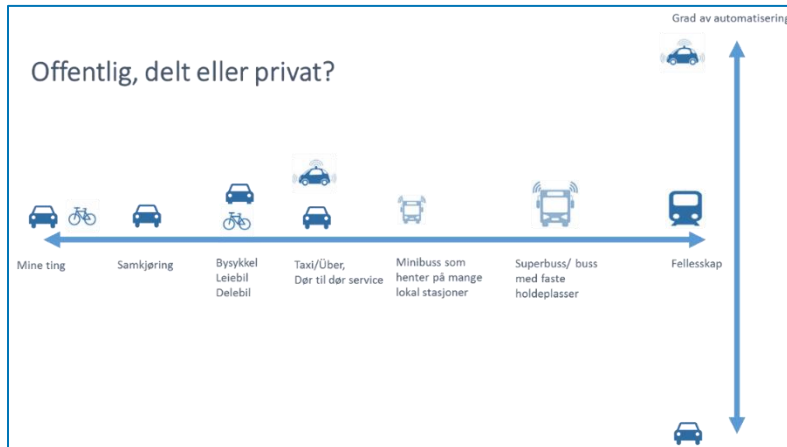 Grad av automatisering
Offentlig, delt eller privat?
Mine ting
Samkjøring
Bysykkel
Leiebil
Delebil
Taxi/Über,
Dør til dør service
Minibuss som
henter på mange
lokal stasjoner
Superbuss/ buss
med faste
holdeplasser
Fellesskap